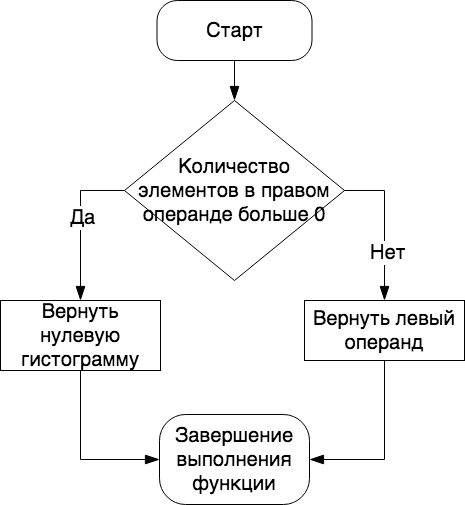 Старт
Количество
элементов в правом
операнде больше 0
Да
Нет
Вернуть
нулевую
гистограмму
Вернуть левый
операнд
Завершение
выполнения
функции